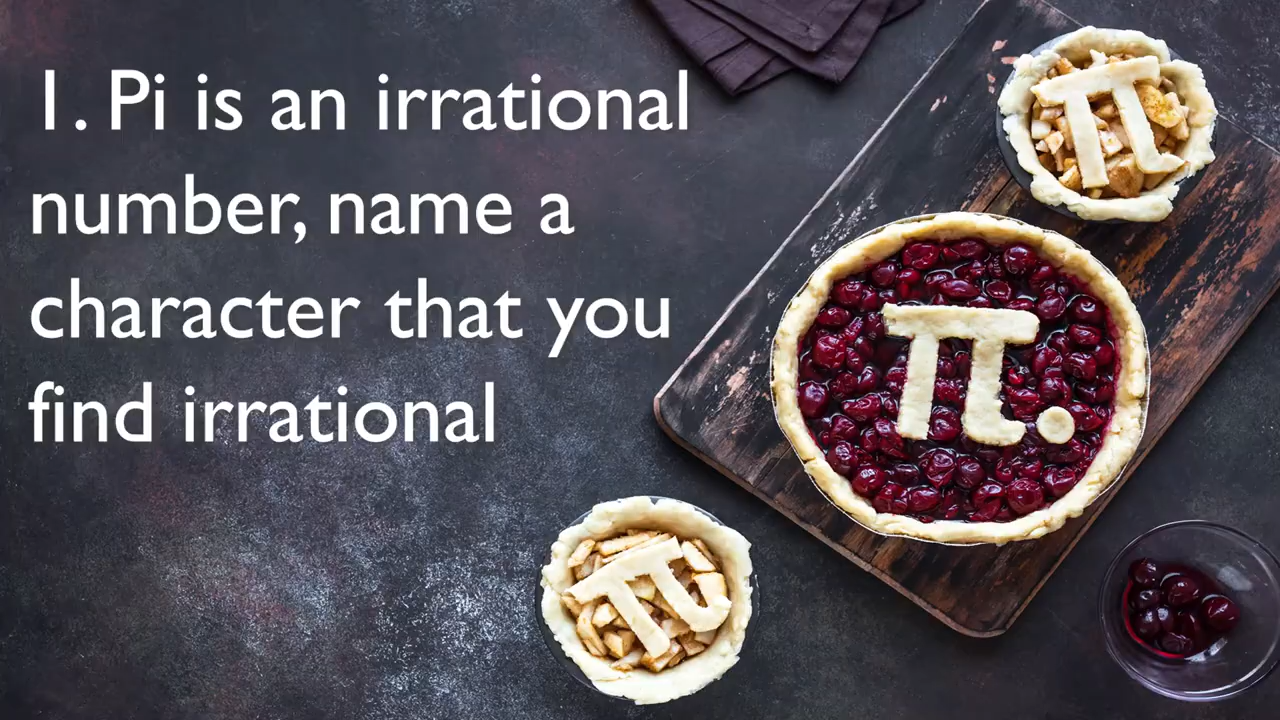 1. Pi is an irrational
number, name a
character that you
find irrational
π
π.
π